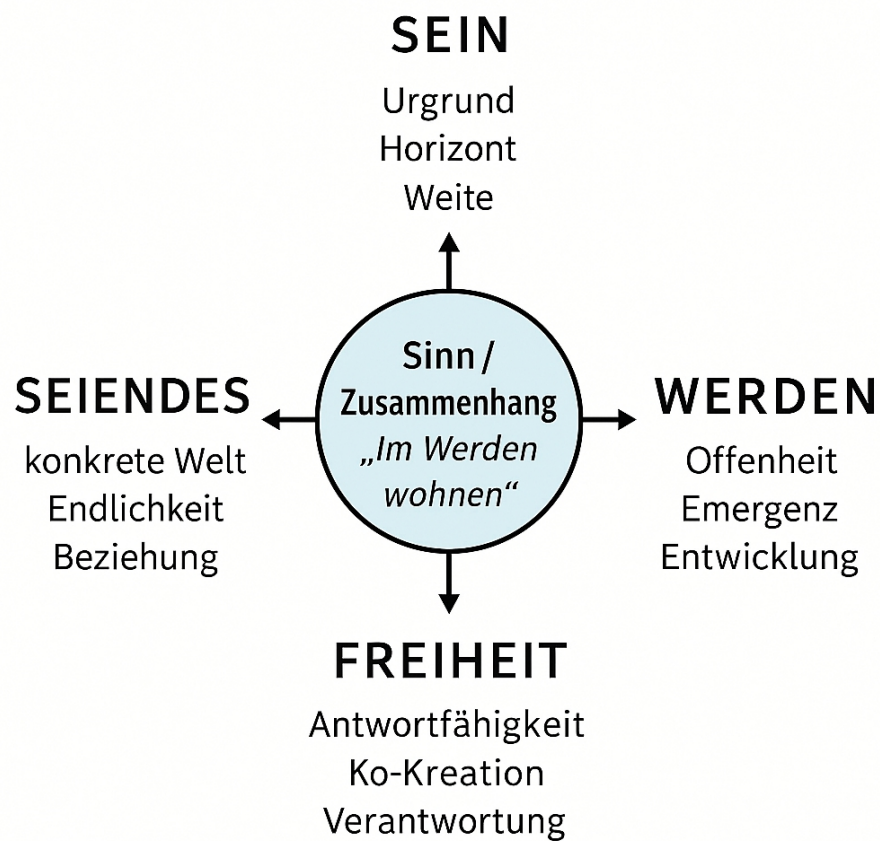 SEIN
Urgrund
Horizont
Weite
Sinn /
Zusammenhang
„Im Werden
wohnen“
SEIENDES
konkrete Welt
Endlichkeit
Beziehung
WERDEN
Offenheit
Emergenz
Entwicklung
FREIHEIT
Antwortfähigkeit
Ko-Kreation
Verantwortung